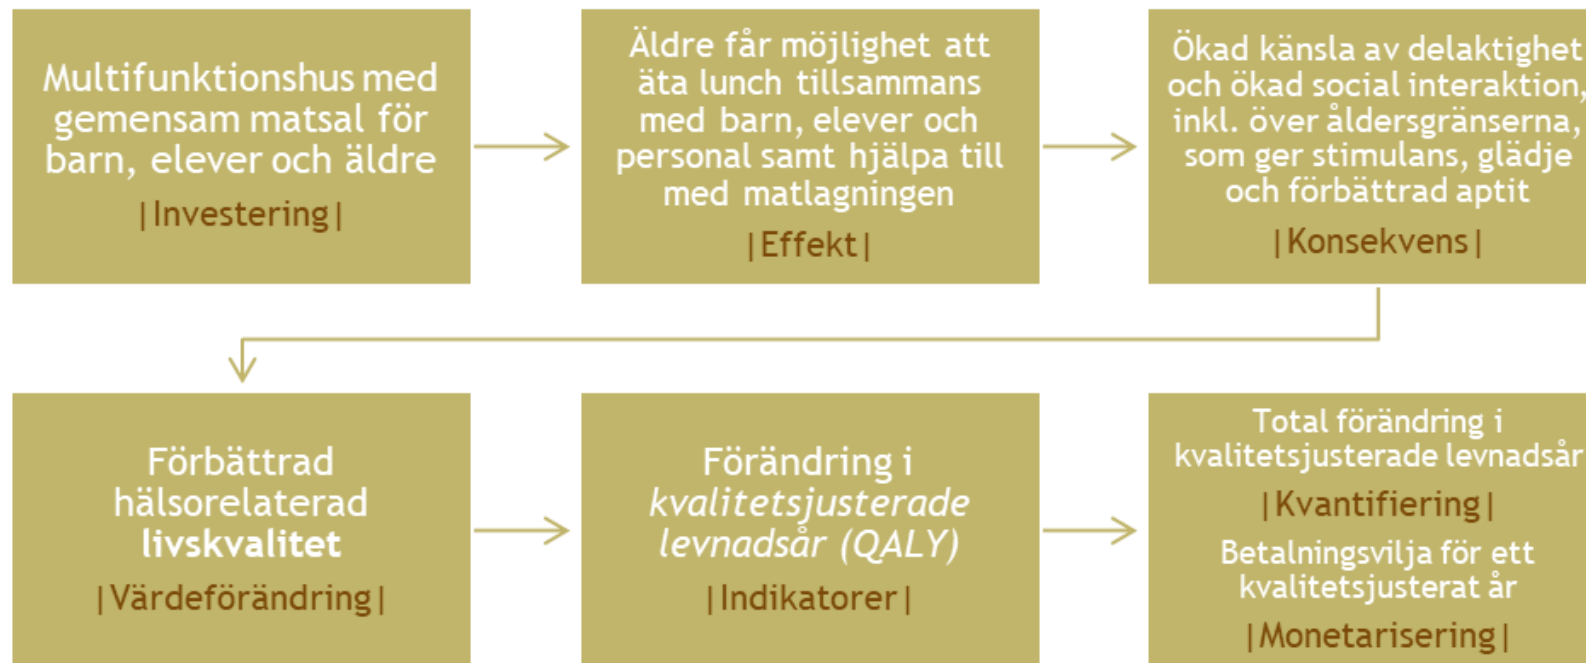 Multifunktionshus med
gemensam matsal för
barn, elever och äldre
|Investering|
Äldre får möjlighet att
äta lunch tillsammans
med barn, elever och
personal samt hjälpa till
med matlagningen
|Effekt|
Ökad känsla av delaktighet
och ökad social interaktion,
inkl. över åldersgränserna,
som ger stimulans, glädje
och förbättrad aptit
|Konsekvens|
Förbättrad
hälsorelaterad
livskvalitet
|Värdeförändring|
Förändring i
kvalitetsjusterade
levnadsår (QALY)
|Indikatorer|
Total förändring i
kvalitetsjusterade levnadsår
|Kvantifiering|
Betalningsvilja för ett
kvalitetsjusterat år
|Monetarisering|